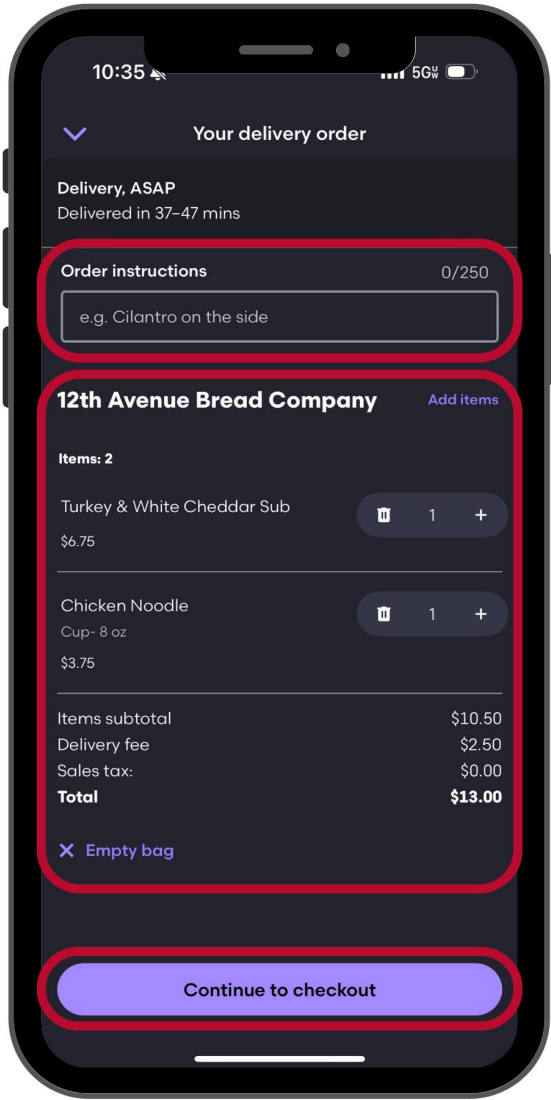 10:35 5G UW
Your delivery order
Delivery, ASAP
Delivered in 37–47 mins
Order instructions 0/250
e.g. Cilantro on the side
12th Avenue Bread Company Add items
Items: 2
Turkey & White Cheddar Sub 1 +
$6.75
Chicken Noodle 1 +
Cup- 8 oz
$3.75
Items subtotal $10.50
Delivery fee $2.50
Sales tax: $0.00
Total $13.00
Empty bag
Continue to checkout